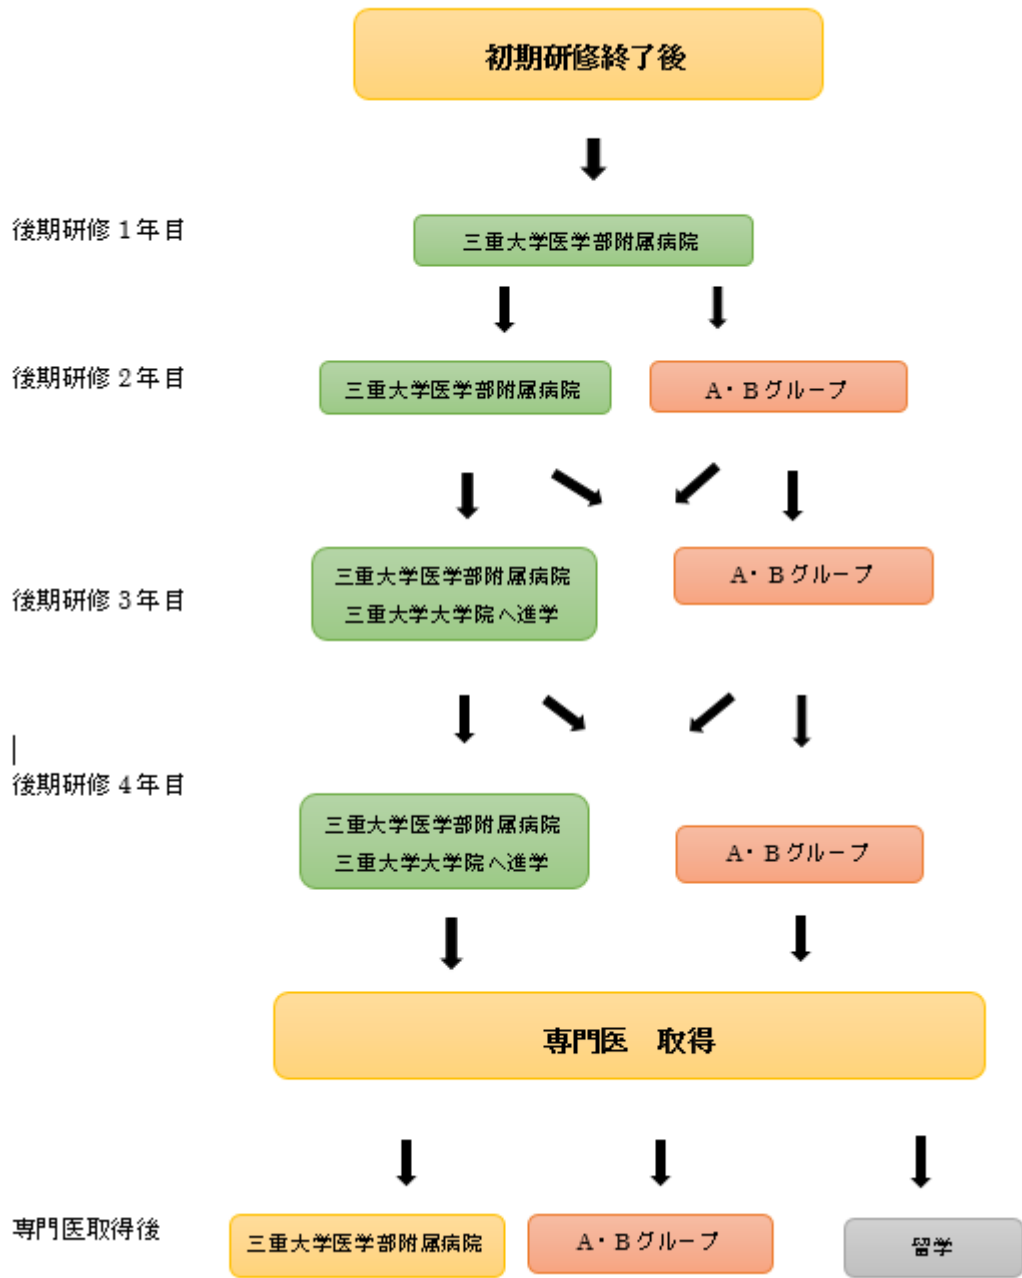 初期研修終了後
後期研修 1 年目
三重大学医学部附属病院
後期研修 2 年目
三重大学医学部附属病院
A・B グループ
後期研修 3 年目
三重大学医学部附属病院
三重大学大学院へ進学
A・B グループ
後期研修 4 年目
三重大学医学部附属病院
三重大学大学院へ進学
A・B グループ
専門医　取得
専門医取得後
三重大学医学部附属病院
A・B グループ
留学